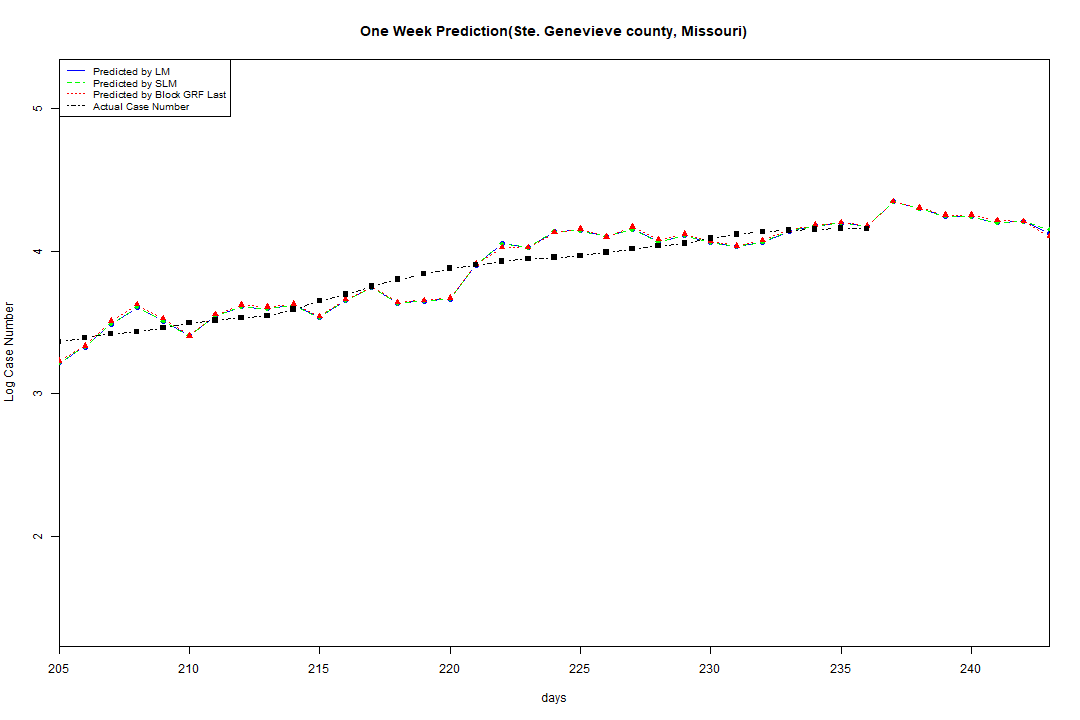 One Week Prediction(Ste. Genevieve county, Missouri)
Predicted by LM
Predicted by SLM
Predicted by Block GRF Last
Actual Case Number
5
4
3
2
Log Case Number
205 210 215 220 225 230 235 240
days